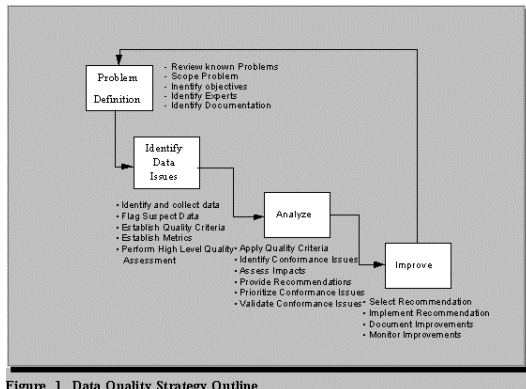 Problem
Definition
- Review known Problems
- Scope Problem
- Inentify objectives
- Identify Experts
- Identify Documentation
Identify
Data
Issues
• Identify and collect data
• Flag Suspect Data
• Establish Quality Criteria
• Establish Metrics
• Perform High Level Quality
Assessment
Analyze
• Apply Quality Criteria
• Identify Conformance Issues
• Assess Impacts
• Provide Recommendations
• Prioritize Conformance Issues
• Validate Conformance Issues
Improve
• Select Recommendation
• Implement Recommendation
• Document Improvements
• Monitor Improvements
Figure 1 Data Quality Strategy Outline